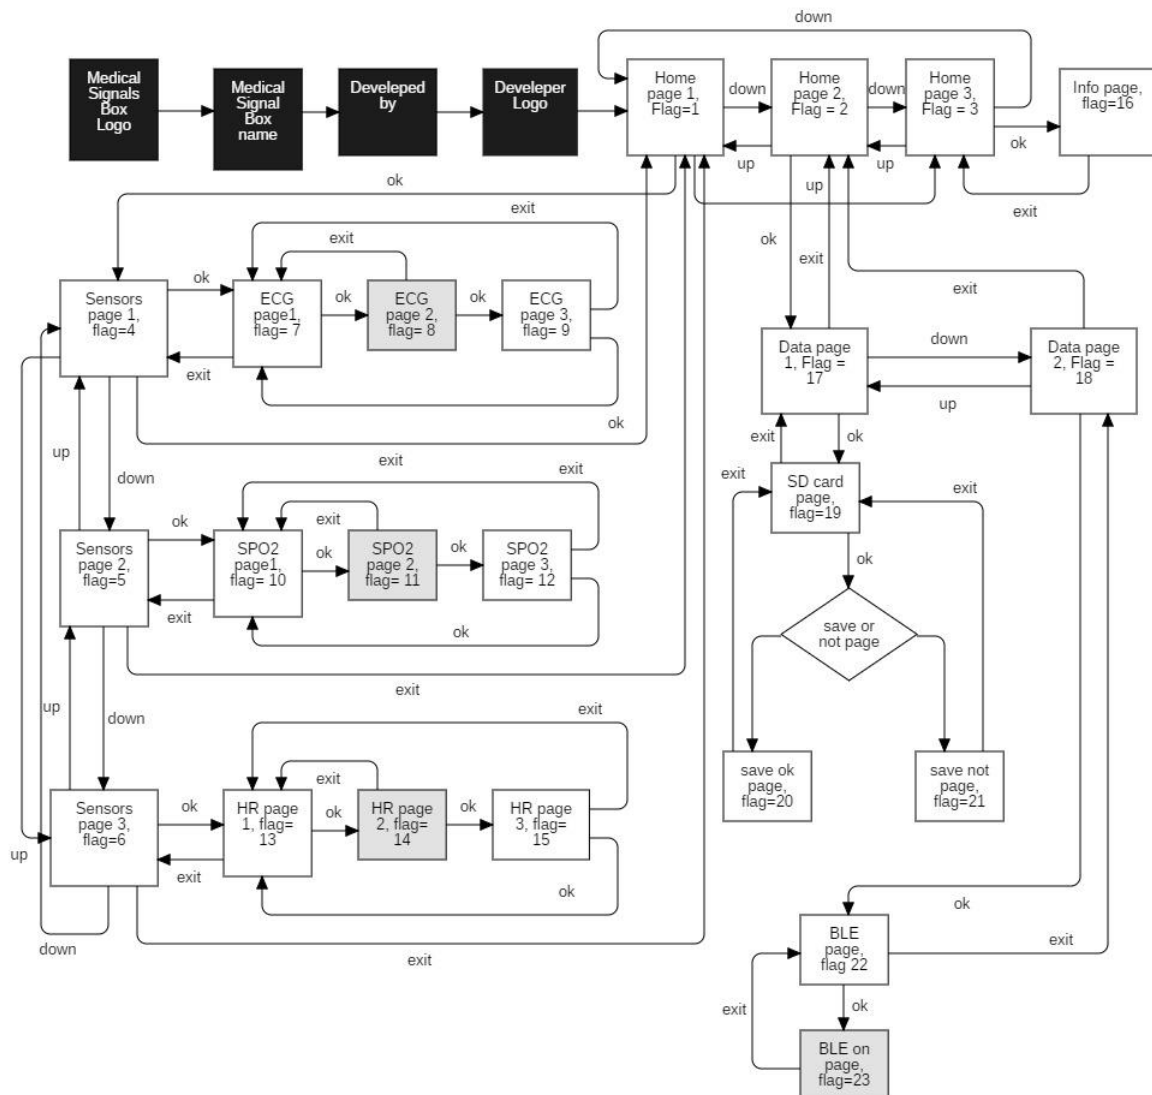 down
Medical
Signals
Box
Logo
Medical
Signal
Box
name
Develeped
by
Develeper
Logo
Home
page 1,
Flag=1
down
Home
page 2,
Flag = 2
down
Home
page 3,
Flag = 3
Info page,
flag=16
ok
up
up
ok
up
exit
exit
exit
ok
exit
exit
ok
Sensors
page 1,
flag=4
ECG
page1,
flag= 7
ok
ECG
page 2,
flag= 8
ok
ECG
page 3,
flag= 9
exit
ok
Data page
1, Flag =
17
down
up
Data page
2, Flag =
18
up
down
exit
exit
ok
exit
exit
exit
ok
Sensors
page 2,
flag=5
exit
SPO2
page1,
flag= 10
exit
ok
SPO2
page 2,
flag= 11
ok
SPO2
page 3,
flag= 12
ok
SD card
page,
flag=19
ok
save or
not page
up
down
exit
exit
exit
ok
Sensors
page 3,
flag=6
exit
HR page
1, flag=
13
ok
HR page
2, flag=
14
ok
HR page
3, flag=
15
ok
save ok
page,
flag=20
save not
page,
flag=21
up
down
exit
ok
BLE
page,
flag 22
exit
exit
ok
BLE on
page,
flag=23